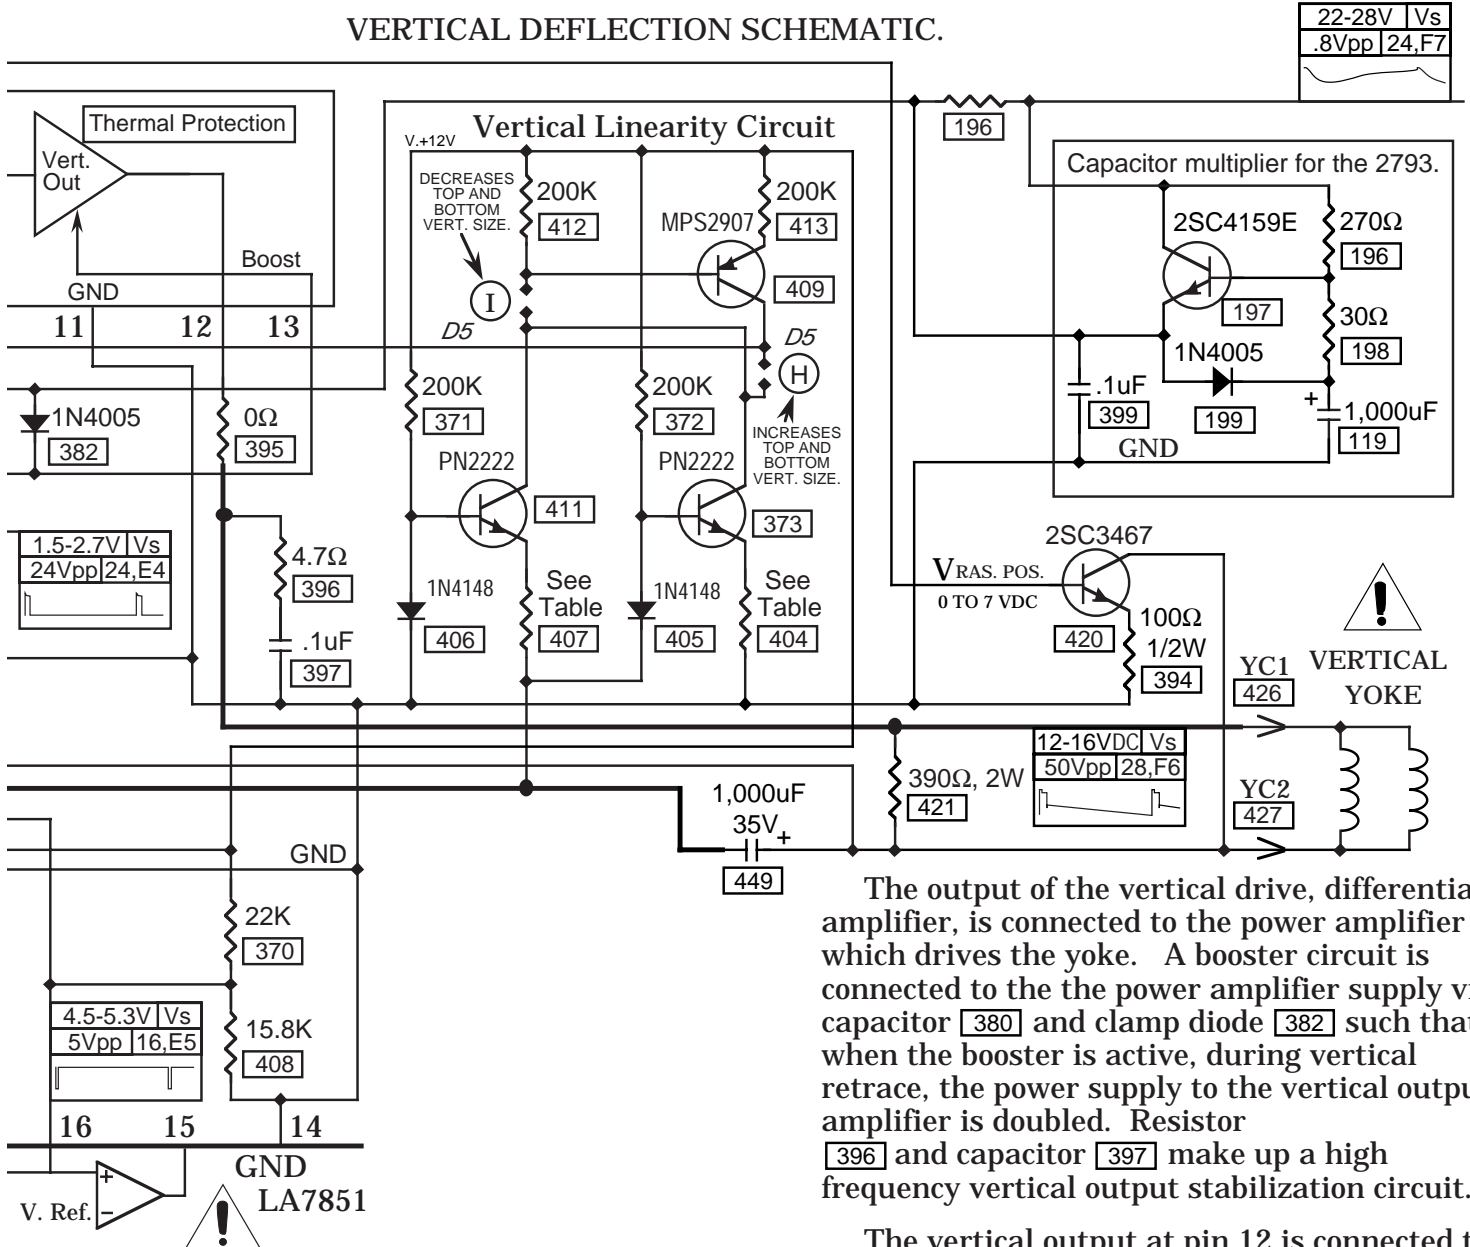 VERTICAL DEFLECTION SCHEMATIC.
22-28V Vs
.8Vpp 24,F7
Thermal Protection
Vert.
Out
Boost
GND
11 12 13
V.+12V
Vertical Linearity Circuit
DECREASES
TOP AND
BOTTOM
VERT. SIZE.
I
D5
200K
412
MPS2907
200K
413
409
D5
H
INCREASES
TOP AND
BOTTOM
VERT. SIZE.
196
Capacitor multiplier for the 2793.
2SC4159E
270Ω
196
197
30Ω
198
1N4005
199
.1uF
399
GND
+
1,000uF
119
1N4005
382
0Ω
395
200K
371
200K
372
PN2222
411
PN2222
373
1.5-2.7V Vs
24Vpp 24,E4
4.7Ω
396
.1uF
397
1N4148
406
See
Table
407
1N4148
405
See
Table
404
2SC3467
VRAS. POS.
0 TO 7 VDC
420
100Ω
1/2W
394
!
VERTICAL
YOKE
YC1
426
YC2
427
12-16VDC Vs
50Vpp 28,F6
390Ω, 2W
421
1,000uF
35V
+
449
GND
22K
370
4.5-5.3V Vs
5Vpp 16,E5
15.8K
408
16 15 14
GND
LA7851
+
-
V. Ref.
!
The output of the vertical drive, differentia
amplifier, is connected to the power amplifier
which drives the yoke. A booster circuit is
connected to the the power amplifier supply vi
capacitor 380 and clamp diode 382 such that
when the booster is active, during vertical
retrace, the power supply to the vertical outpu
amplifier is doubled. Resistor
396 and capacitor 397 make up a high
frequency vertical output stabilization circuit.
The vertical output at pin 12 is connected t